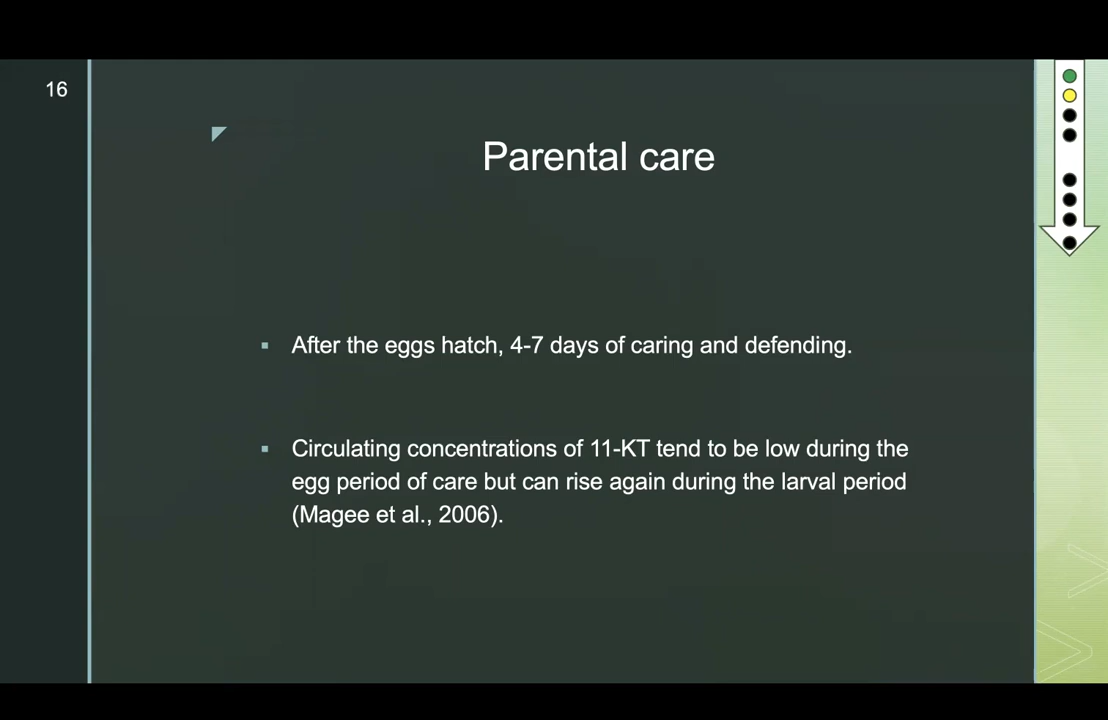 16
Parental care
▪ After the eggs hatch, 4-7 days of caring and defending.
▪ Circulating concentrations of 11-KT tend to be low during the
egg period of care but can rise again during the larval period
(Magee et al., 2006).